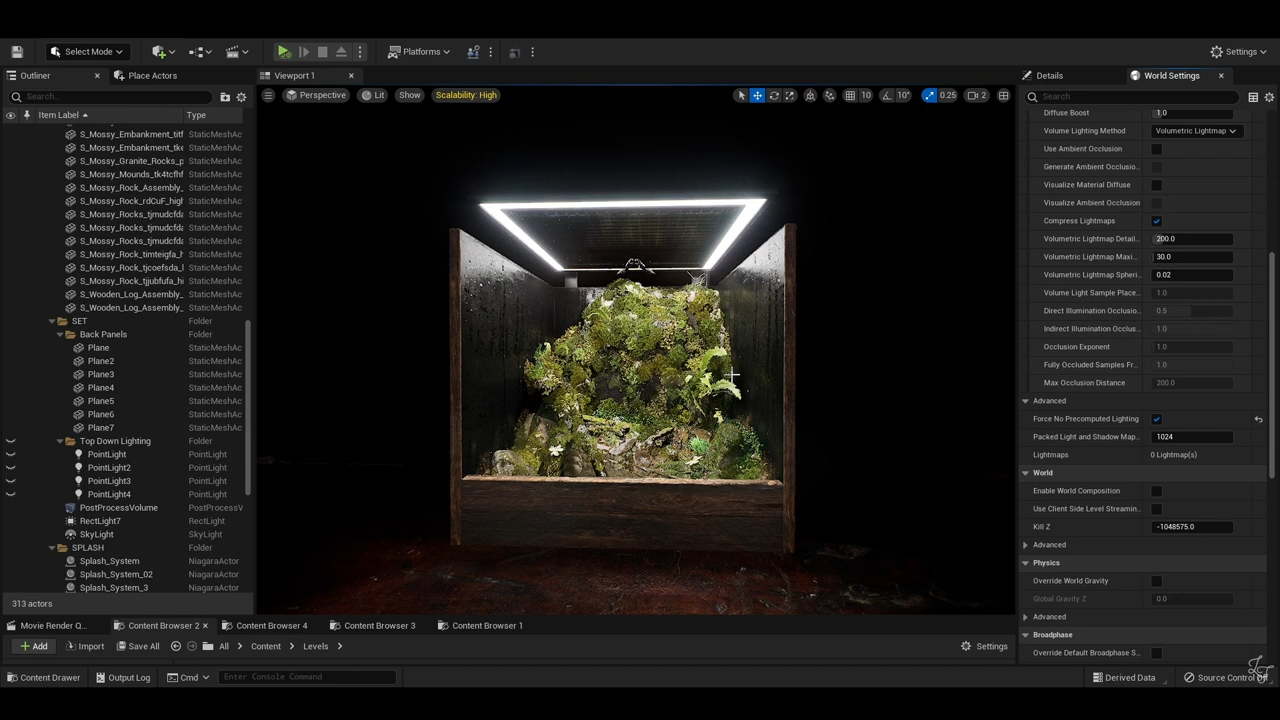 Select Mode
Platforms
Settings
Outliner
Place Actors
Viewport 1
Details
World Settings
Search...
Perspective
Lit
Show
Scalability: High
10
10°
0.25
2
Search
Item Label
Type
S_Mossy_Embankment_titf StaticMeshAc
S_Mossy_Embankment_tke StaticMeshAc
S_Mossy_Granite_Rocks_p StaticMeshAc
S_Mossy_Mounds_tk4tcfhf StaticMeshAc
S_Mossy_Rock_Assembly_ StaticMeshAc
S_Mossy_Rock_rdCuF_high StaticMeshAc
S_Mossy_Rocks_tjmudcfda StaticMeshAc
S_Mossy_Rocks_tjmudcfda StaticMeshAc
S_Mossy_Rocks_tjmudcfda StaticMeshAc
S_Mossy_Rock_timteigfa_h StaticMeshAc
S_Mossy_Rock_tjcoefsda_l StaticMeshAc
S_Mossy_Rock_tjjubfufa_hi StaticMeshAc
S_Wooden_Log_Assembly_ StaticMeshAc
S_Wooden_Log_Assembly_ StaticMeshAc
SET Folder
Back Panels Folder
Plane StaticMeshAc
Plane2 StaticMeshAc
Plane3 StaticMeshAc
Plane4 StaticMeshAc
Plane5 StaticMeshAc
Plane6 StaticMeshAc
Plane7 StaticMeshAc
Top Down Lighting Folder
PointLight PointLight
PointLight2 PointLight
PointLight3 PointLight
PointLight4 PointLight
PostProcessVolume PostProcessV
RectLight7 RectLight
SkyLight SkyLight
SPLASH Folder
Splash_System NiagaraActor
Splash_System_02 NiagaraActor
Splash_System_3 NiagaraActor
313 actors
Diffuse Boost 1.0
Volume Lighting Method Volumetric Lightmap
Use Ambient Occlusion
Generate Ambient Occlusio...
Visualize Material Diffuse
Visualize Ambient Occlusion
Compress Lightmaps
Volumetric Lightmap Detail... 200.0
Volumetric Lightmap Maxi... 30.0
Volumetric Lightmap Spheri... 0.02
Volume Light Sample Place... 1.0
Direct Illumination Occlusio... 0.5
Indirect Illumination Occlus... 1.0
Occlusion Exponent 1.0
Fully Occluded Samples Fr... 1.0
Max Occlusion Distance 200.0
Advanced
Force No Precomputed Lighting
Packed Light and Shadow Map... 1024
Lightmaps 0 Lightmap(s)
World
Enable World Composition
Use Client Side Level Streamin...
Kill Z -1048575.0
Advanced
Physics
Override World Gravity
Global Gravity Z 0.0
Advanced
Broadphase
Override Default Broadphase S...
Movie Render Q...
Content Browser 2
Content Browser 4
Content Browser 3
Content Browser 1
Add
Import
Save All
All
Content
Levels
Settings
Content Drawer
Output Log
Cmd
Enter Console Command
Derived Data
Source Control